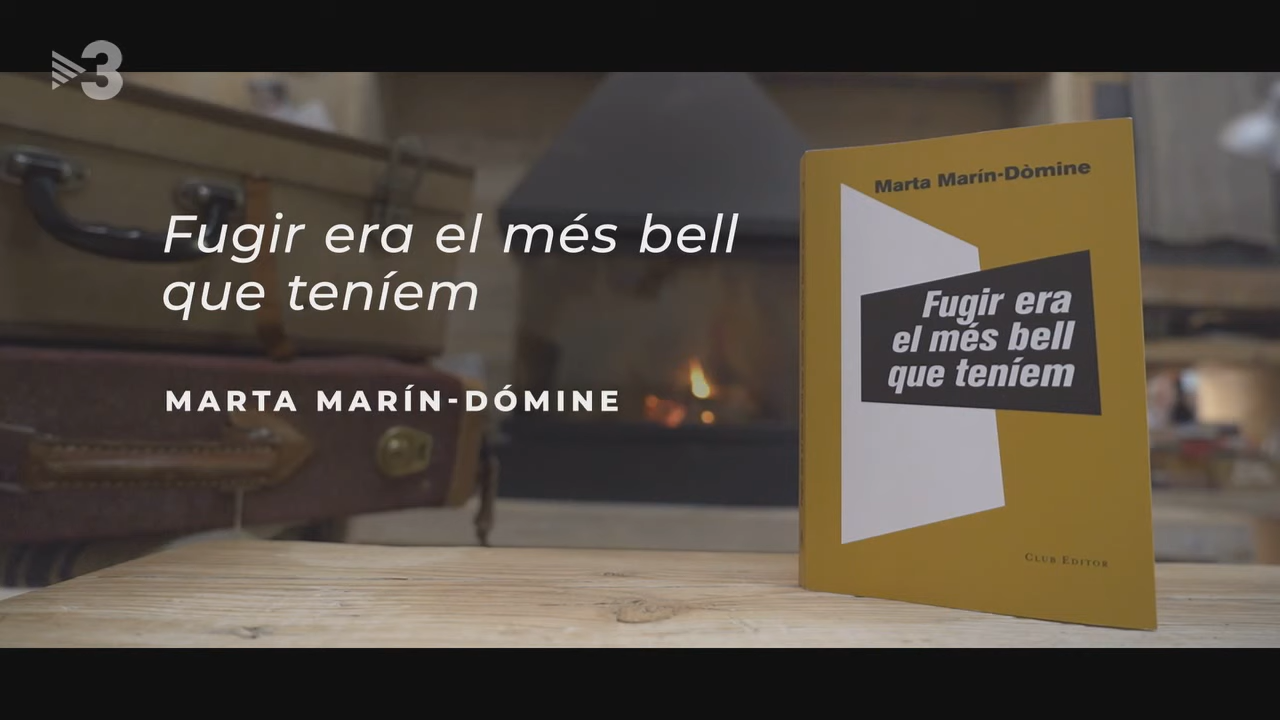 3
Fugir era el més bell
que teníem
MARTA MARÍN-DÓMINE
Marta Marín-Dòmine
Fugir era
el més bell
que teníem
CLUB EDITOR